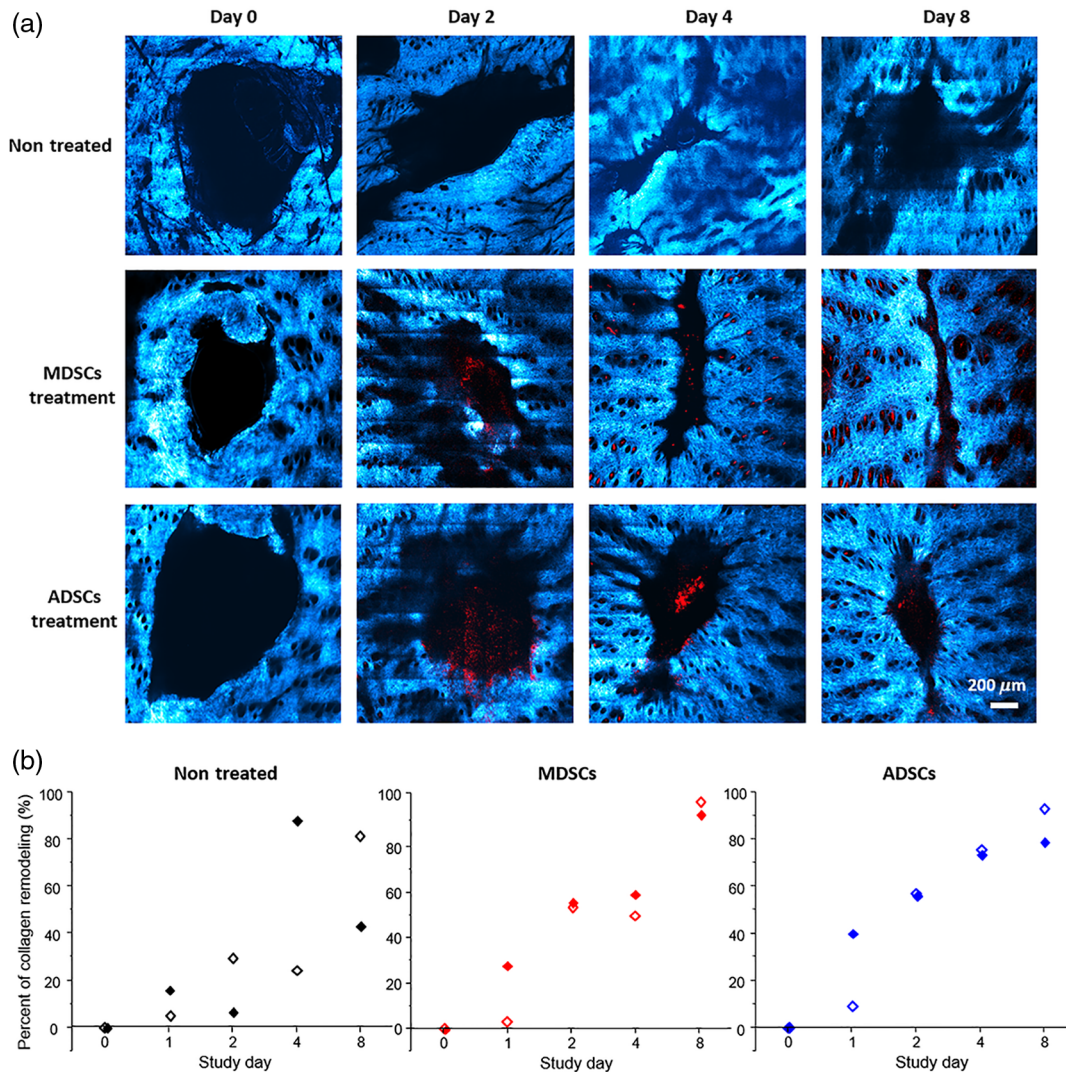 (a)
Day 0 Day 2 Day 4 Day 8
Non treated
MDSCs
treatment
ADSCs
treatment
200 μm
(b)
Non treated MDSCs ADSCs
Percent of collagen remodeling (%)
100
80
60
40
20
0
0 1 2 4 8
Study day
100
80
60
40
20
0
0 1 2 4 8
Study day
100
80
60
40
20
0
0 1 2 4 8
Study day